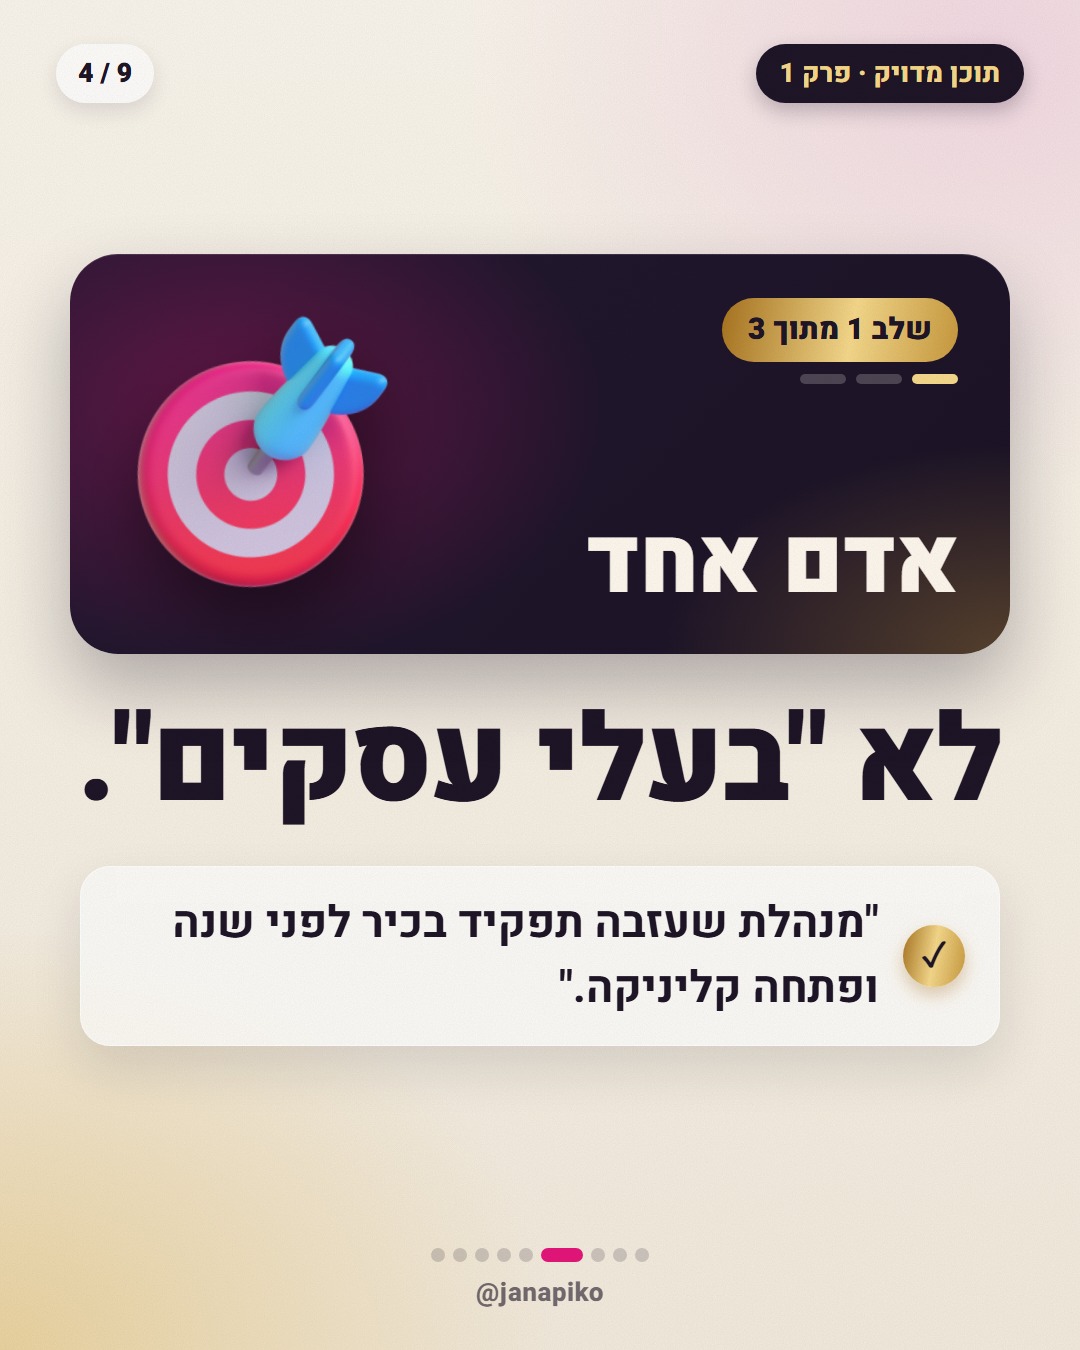 תוכן מדויק · פרק 1
4 / 9
שלב 1 מתוך 3
אדם אחד
לא "בעלי עסקים".
"מנהלת שעזבה תפקיד בכיר לפני שנה
ופתחה קליניקה."
@janapiko